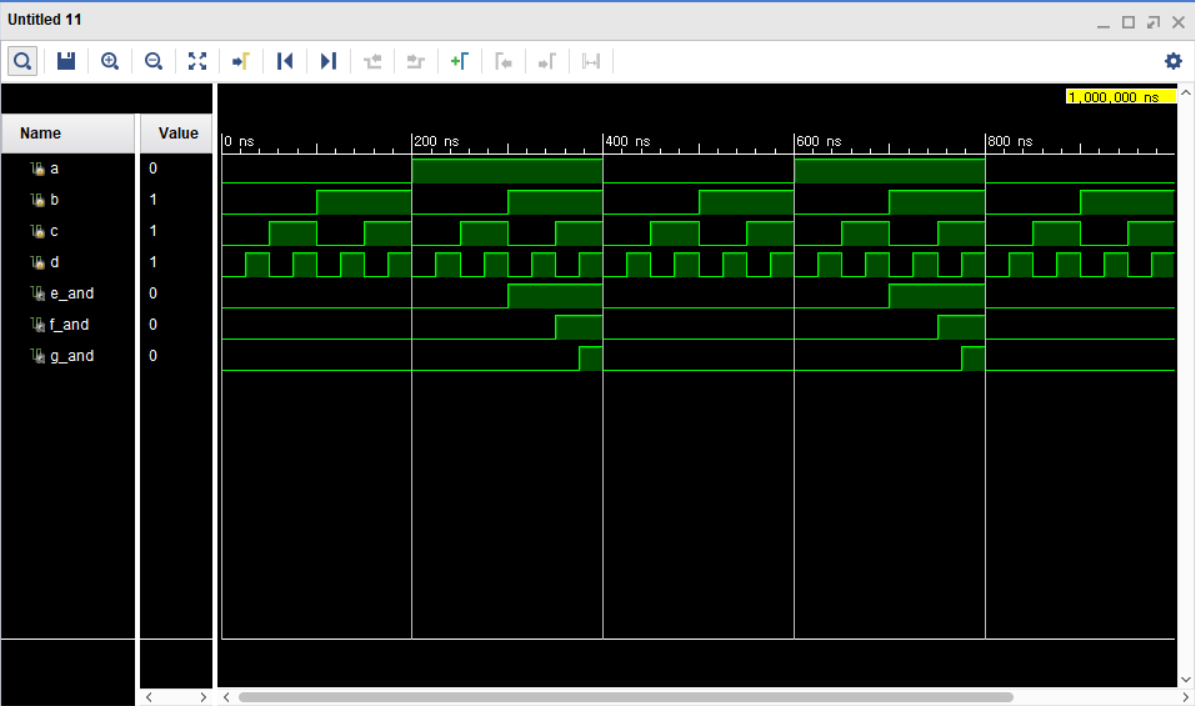 Untitled 11
1,000,000 ns
Name Value
0 ns 200 ns 400 ns 600 ns 800 ns
a 0
b 1
c 1
d 1
e_and 0
f_and 0
g_and 0